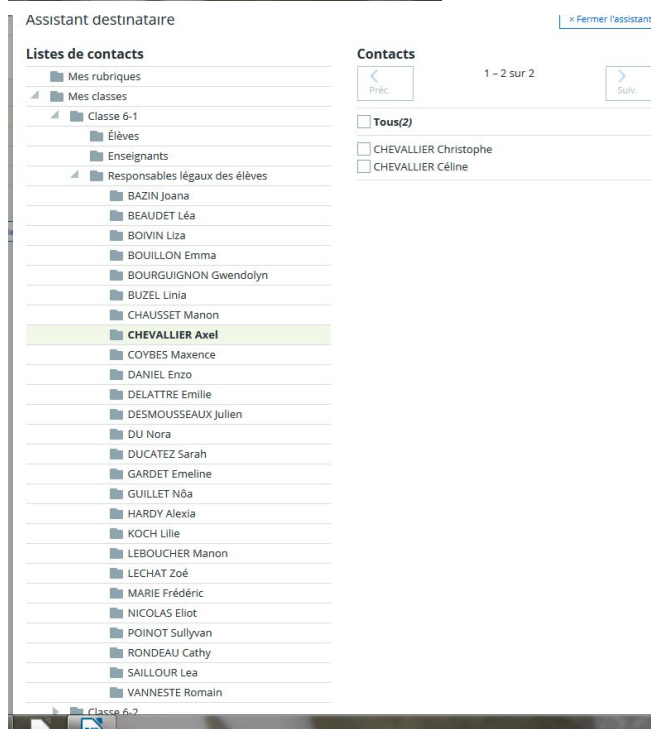 Assistant destinataire
× Fermer l'assistant
Listes de contacts
Mes rubriques
Mes classes
Classe 6-1
Élèves
Enseignants
Responsables légaux des élèves
BAZIN Joana
BEAUDET Léa
BOIVIN Liza
BOUILLON Emma
BOURGUIGNON Gwendolyn
BUZEL Linia
CHAUSSET Manon
CHEVALLIER Axel
COYBES Maxence
DANIEL Enzo
DELATTRE Emilie
DESMOUSSEAUX Julien
DU Nora
DUCATEZ Sarah
GARDET Emeline
GUILLET Nôa
HARDY Alexia
KOCH Lilie
LEBOUCHER Manon
LECHAT Zoé
MARIE Frédéric
NICOLAS Eliot
POINOT Sullyvan
RONDEAU Cathy
SAILLOUR Lea
VANNESTE Romain
Classe 6-2
Contacts
Préc.
1 – 2 sur 2
Suiv.
Tous(2)
CHEVALLIER Christophe
CHEVALLIER Céline